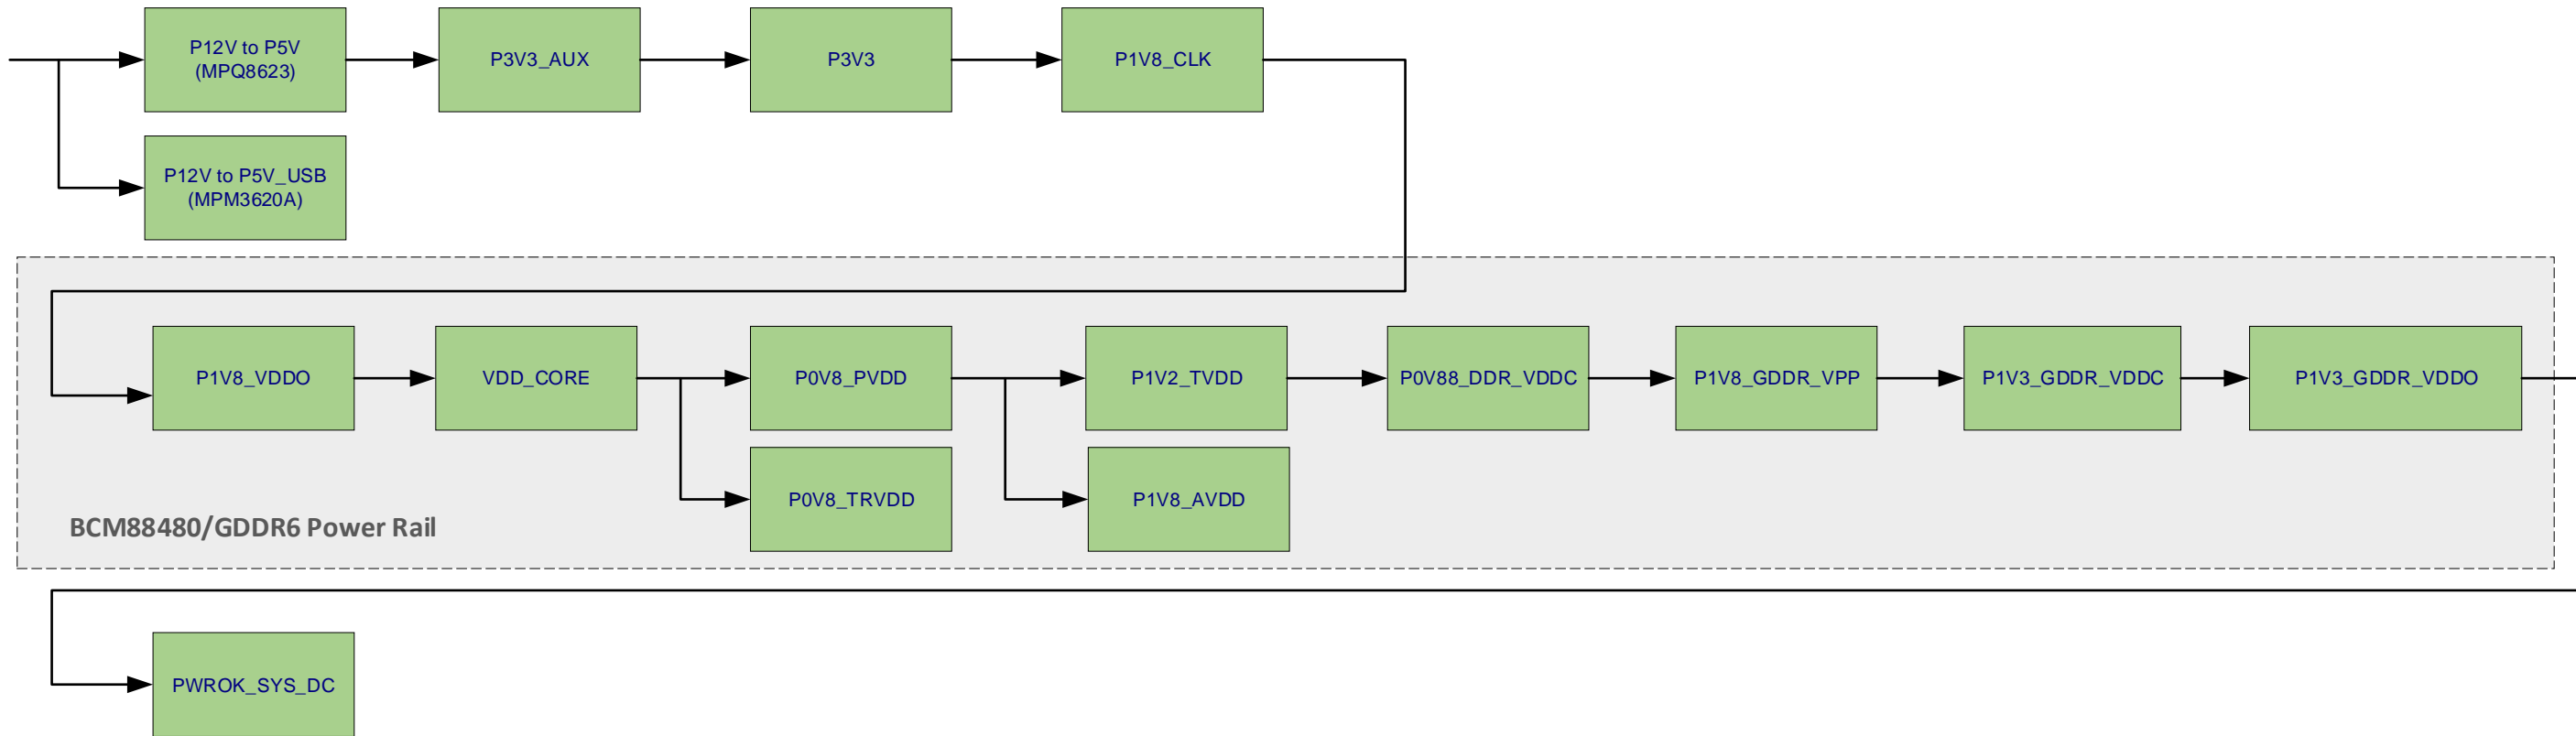 P12V to P5V
(MPQ8623)
P3V3_AUX
P3V3
P1V8_CLK
P12V to P5V_USB
(MPM3620A)
P1V8_VDDO
VDD_CORE
P0V8_PVDD
P1V2_TVDD
P0V88_DDR_VDDC
P1V8_GDDR_VPP
P1V3_GDDR_VDDC
P1V3_GDDR_VDDO
P0V8_TRVDD
P1V8_AVDD
BCM88480/GDDR6 Power Rail
PWROK_SYS_DC